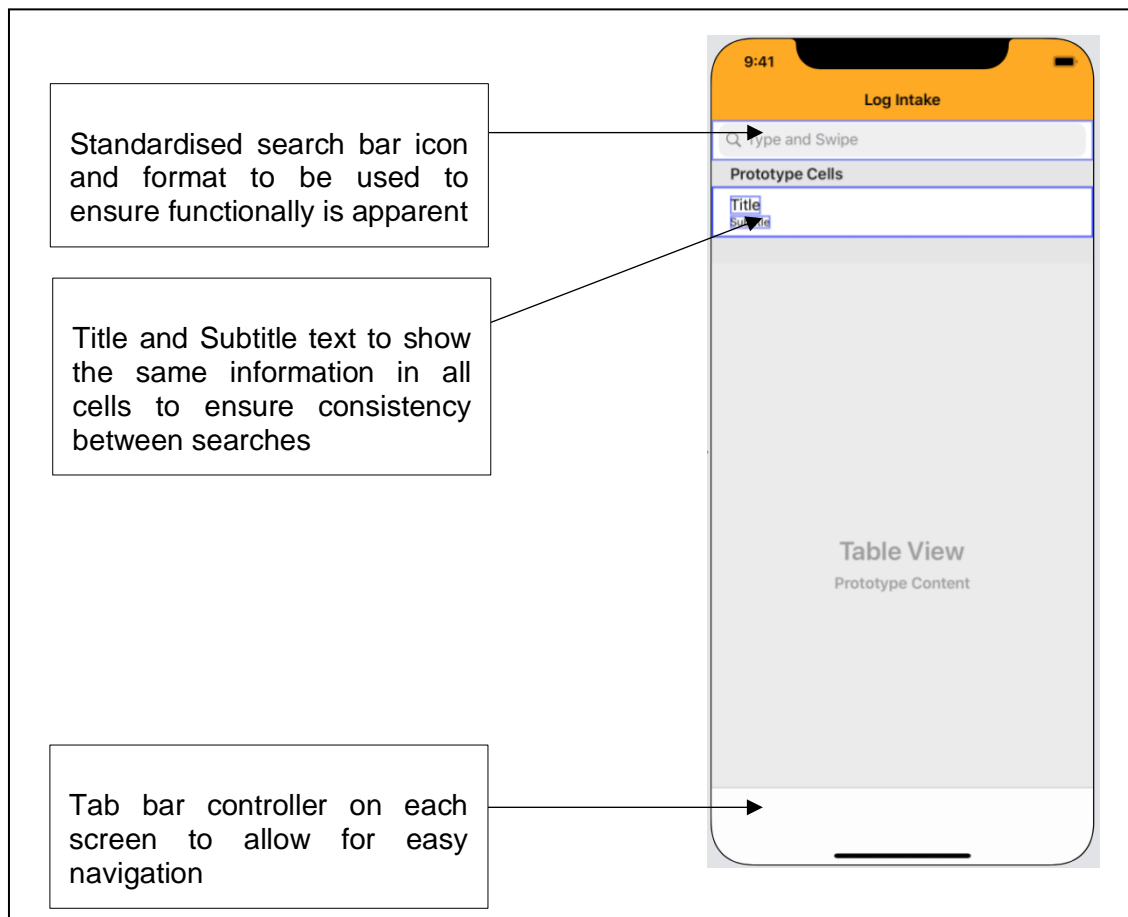 Standardised search bar icon
and format to be used to
ensure functionally is apparent
Title and Subtitle text to show
the same information in all
cells to ensure consistency
between searches
Tab bar controller on each
screen to allow for easy
navigation
9:41
Log Intake
Type and Swipe
Prototype Cells
Title
Subtitle
Table View
Prototype Content